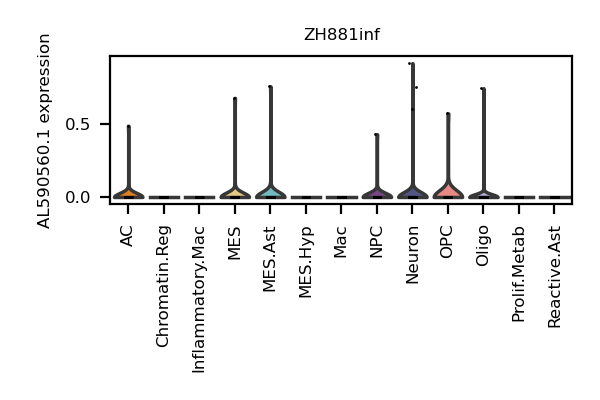 ZH881inf
AL590560.1 expression
0.5
0.0
AC
Chromatin.Reg
Inflammatory.Mac
MES
MES.Ast
MES.Hyp
Mac
NPC
Neuron
OPC
Oligo
Prolif.Metab
Reactive.Ast